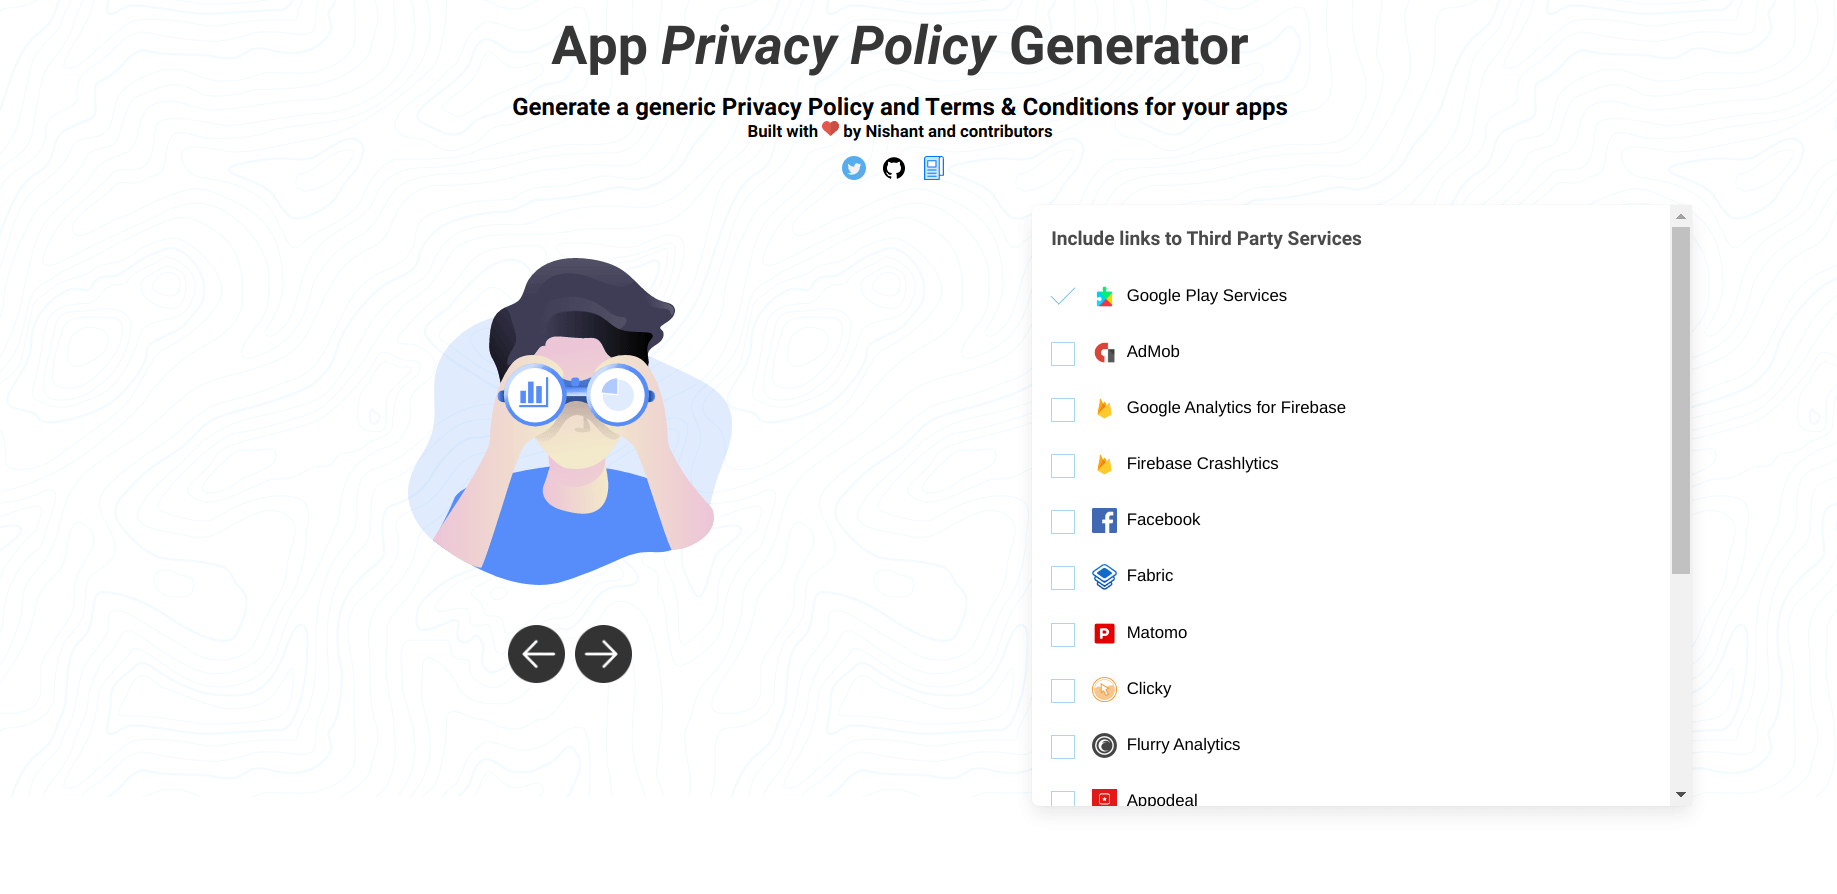 App Privacy Policy Generator
Generate a generic Privacy Policy and Terms & Conditions for your apps
Built with by Nishant and contributors
Include links to Third Party Services
Google Play Services
AdMob
Google Analytics for Firebase
Firebase Crashlytics
Facebook
Fabric
Matomo
Clicky
Flurry Analytics
Appodeal